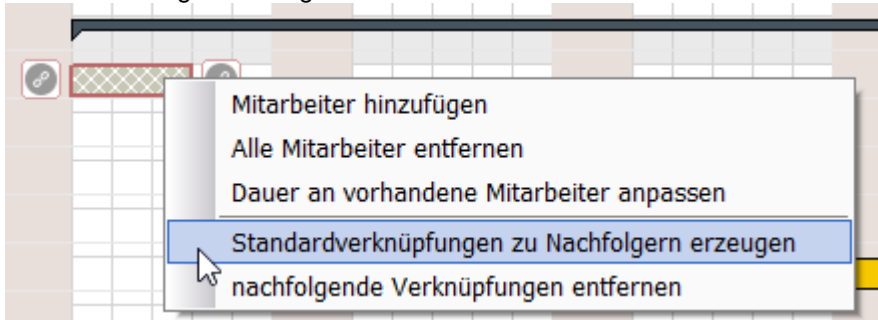 Mitarbeiter hinzufügen
Alle Mitarbeiter entfernen
Dauer an vorhandene Mitarbeiter anpassen
Standardverknüpfungen zu Nachfolgern erzeugen
nachfolgende Verknüpfungen entfernen